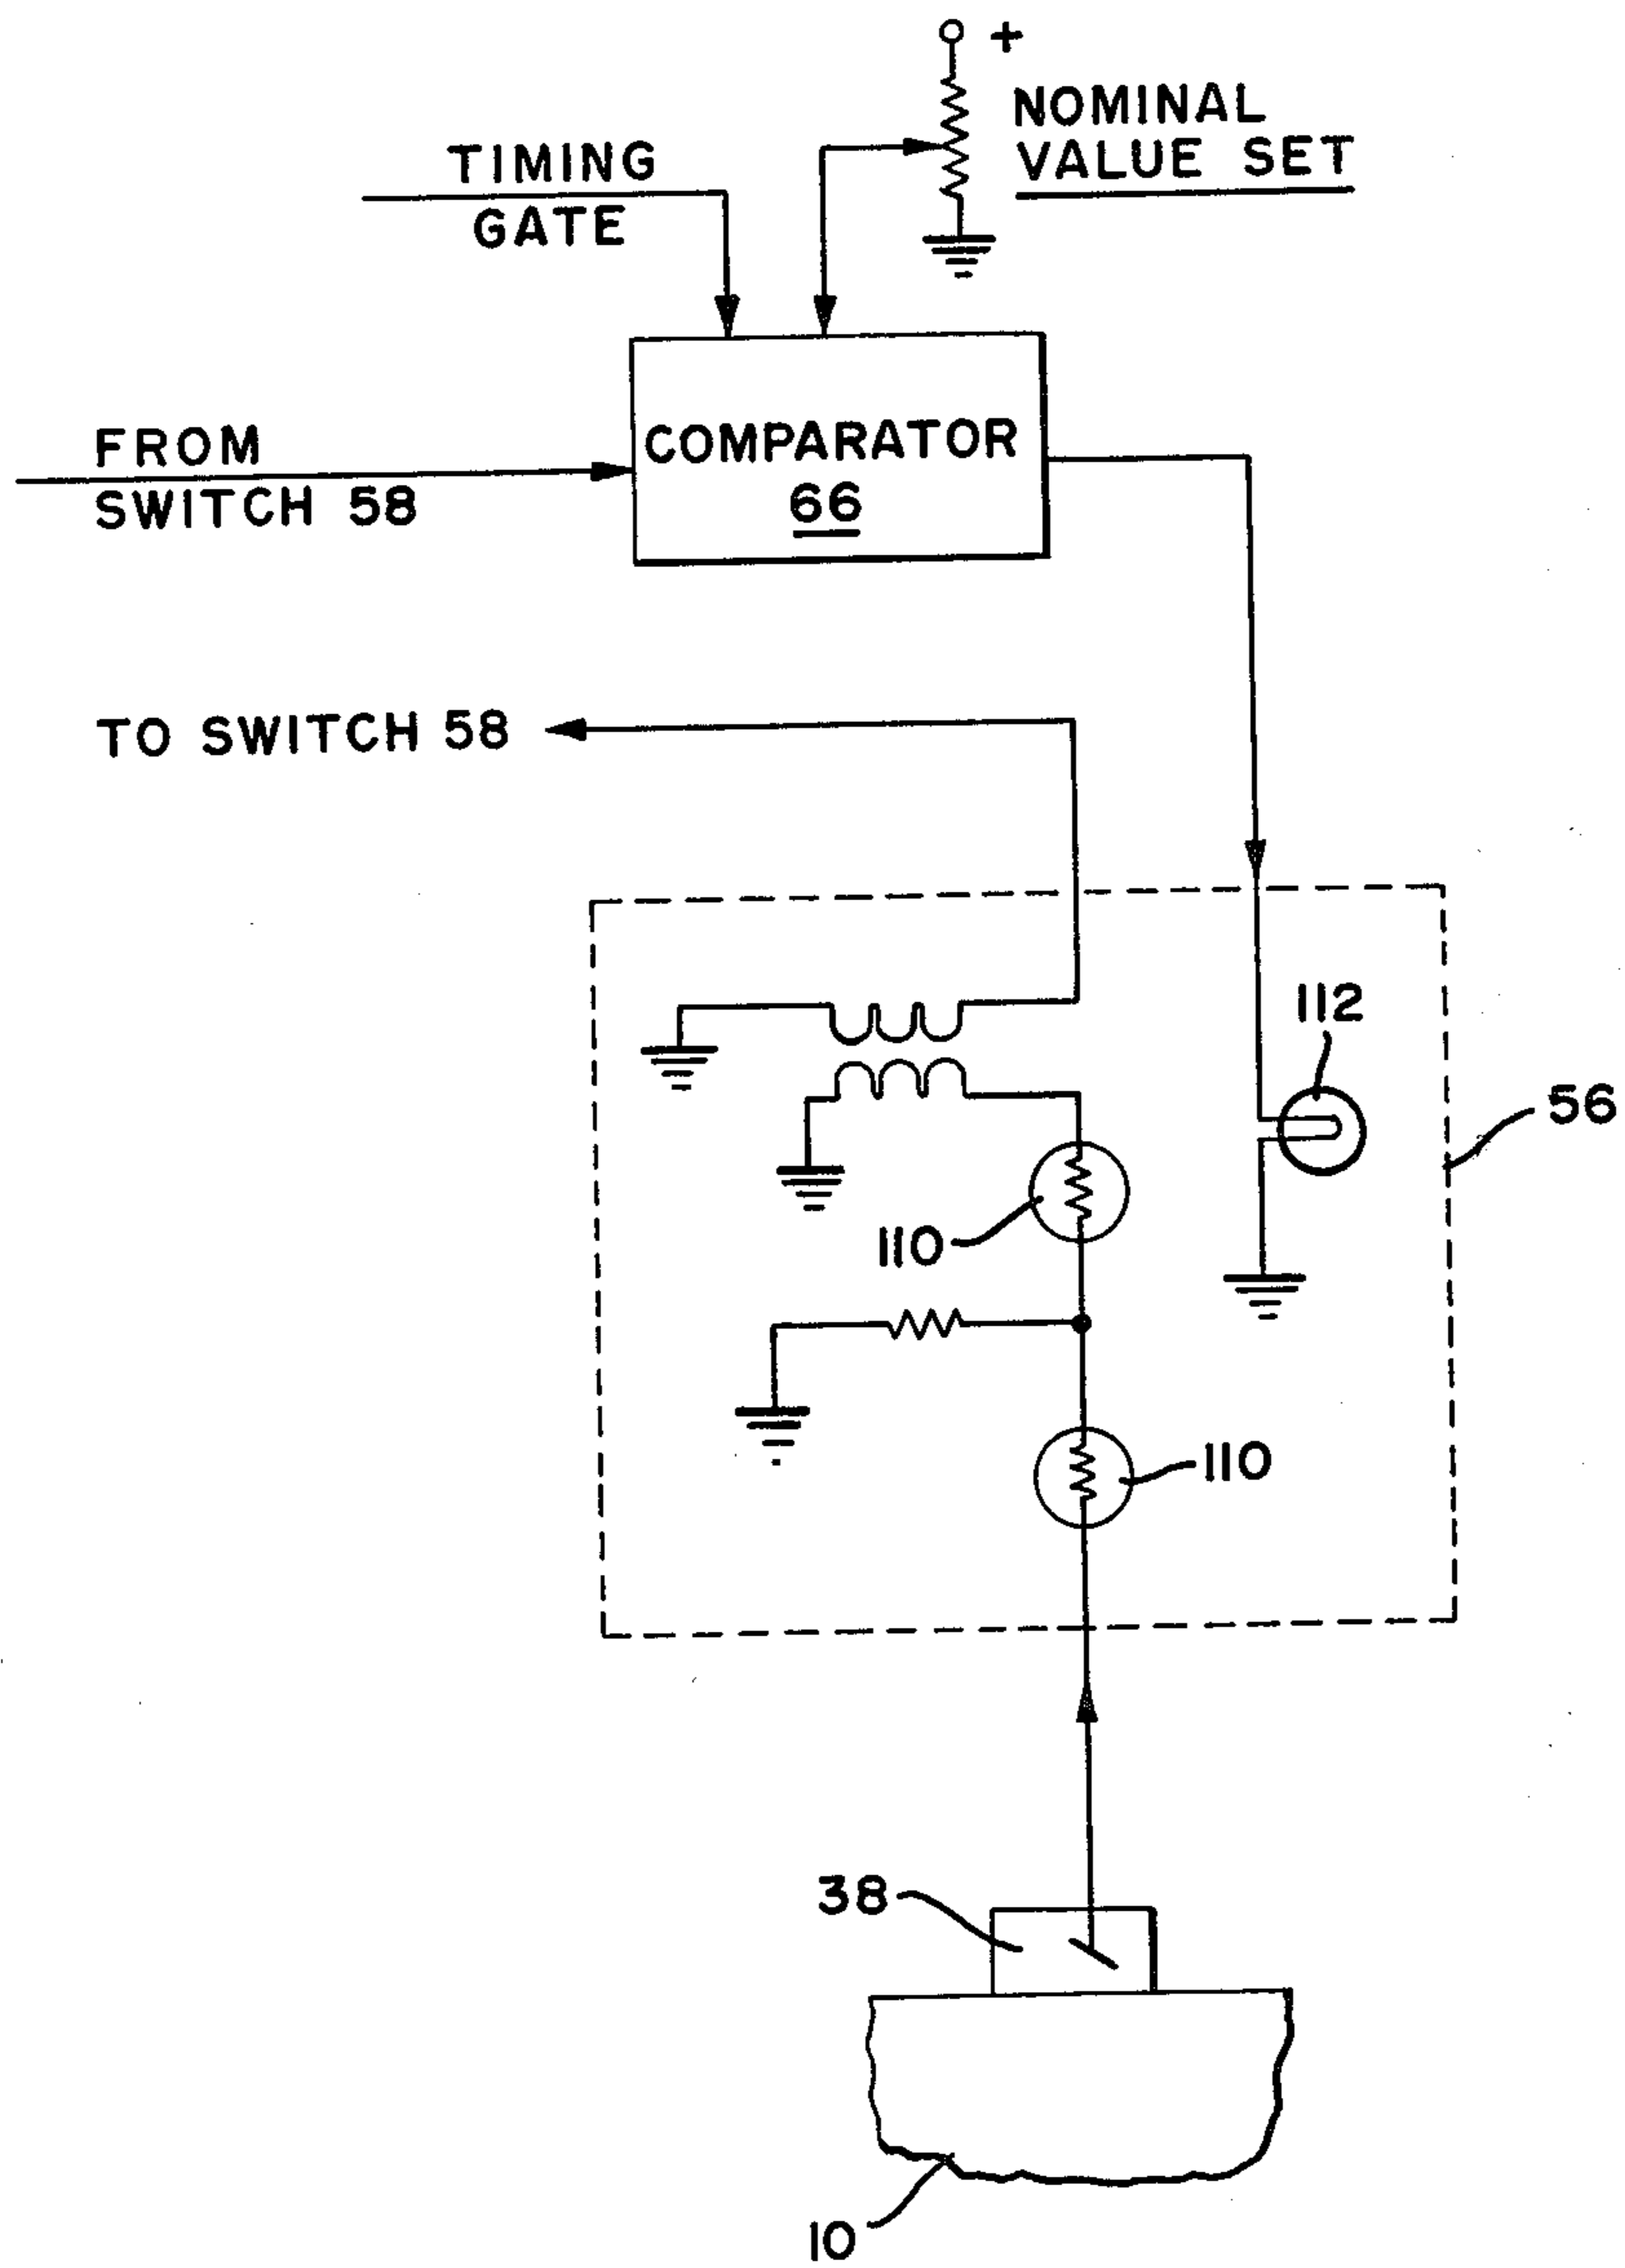 +
NOMINAL
VALUE SET
TIMING
GATE
FROM
SWITCH 58
COMPARATOR
66
TO SWITCH 58
112
56
110
110
38
10